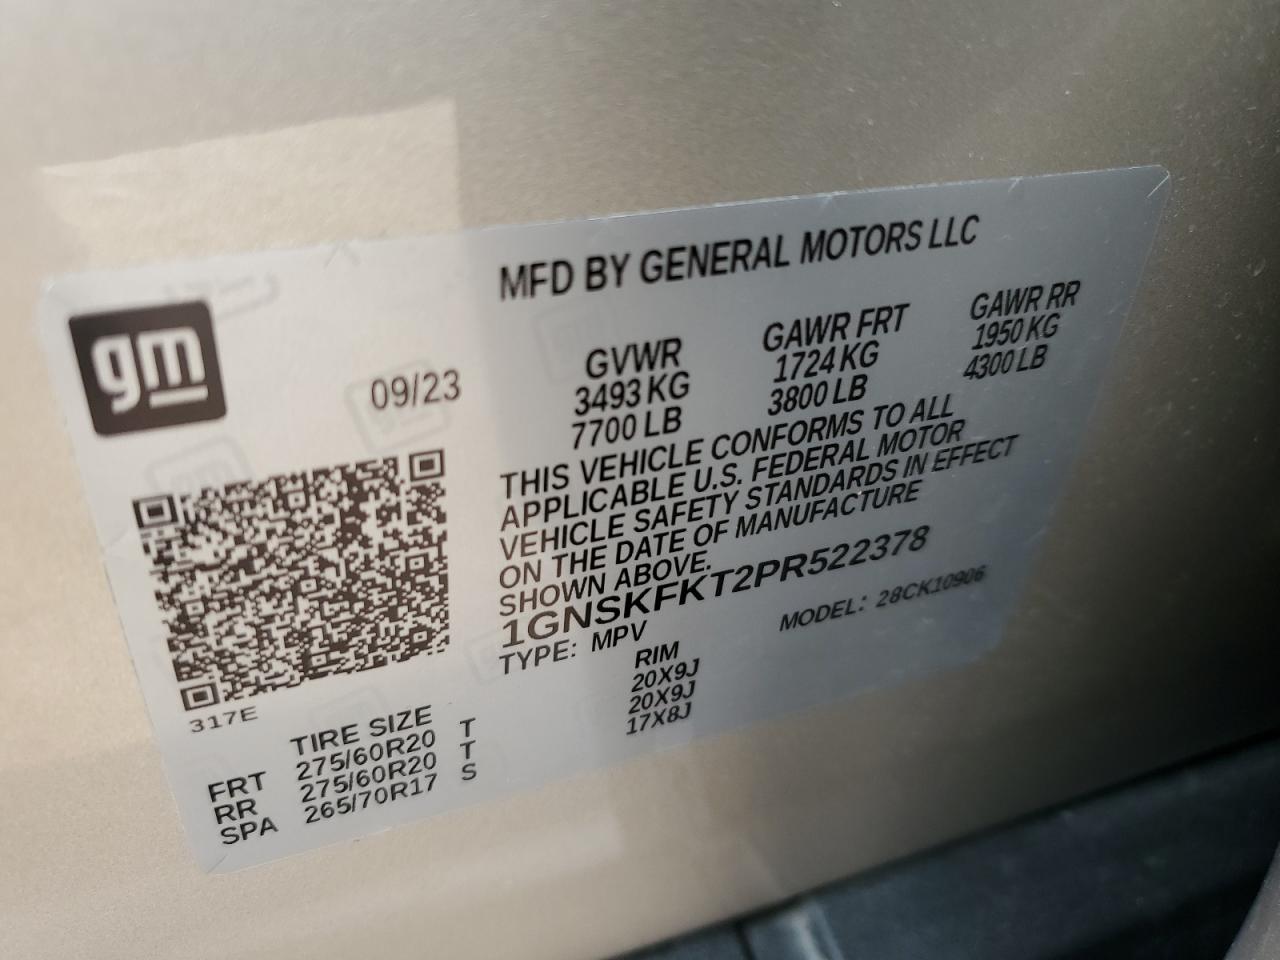 gm
MFD BY GENERAL MOTORS LLC
09/23
GVWR GAWR FRT GAWR RR
3493 KG 1724 KG 1950 KG
7700 LB 3800 LB 4300 LB
THIS VEHICLE CONFORMS TO ALL
APPLICABLE U.S. FEDERAL MOTOR
VEHICLE SAFETY STANDARDS IN EFFECT
ON THE DATE OF MANUFACTURE
SHOWN ABOVE.
1GNSKFKT2PR522378
TYPE: MPV MODEL: 28CK10906
317E
TIRE SIZE RIM
FRT 275/60R20 T 20X9J
RR 275/60R20 T 20X9J
SPA 265/70R17 S 17X8J